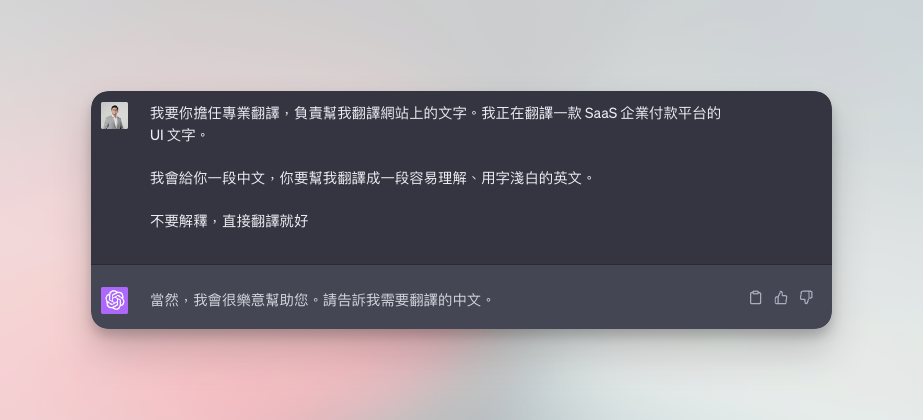 我要你擔任專業翻譯，負責幫我翻譯網站上的文字。我正在翻譯一款 SaaS 企業付款平台的
UI 文字。
我會給你一段中文，你要幫我翻譯成一段容易理解、用字淺白的英文。
不要解釋，直接翻譯就好
當然，我會很樂意幫助您。請告訴我需要翻譯的中文。